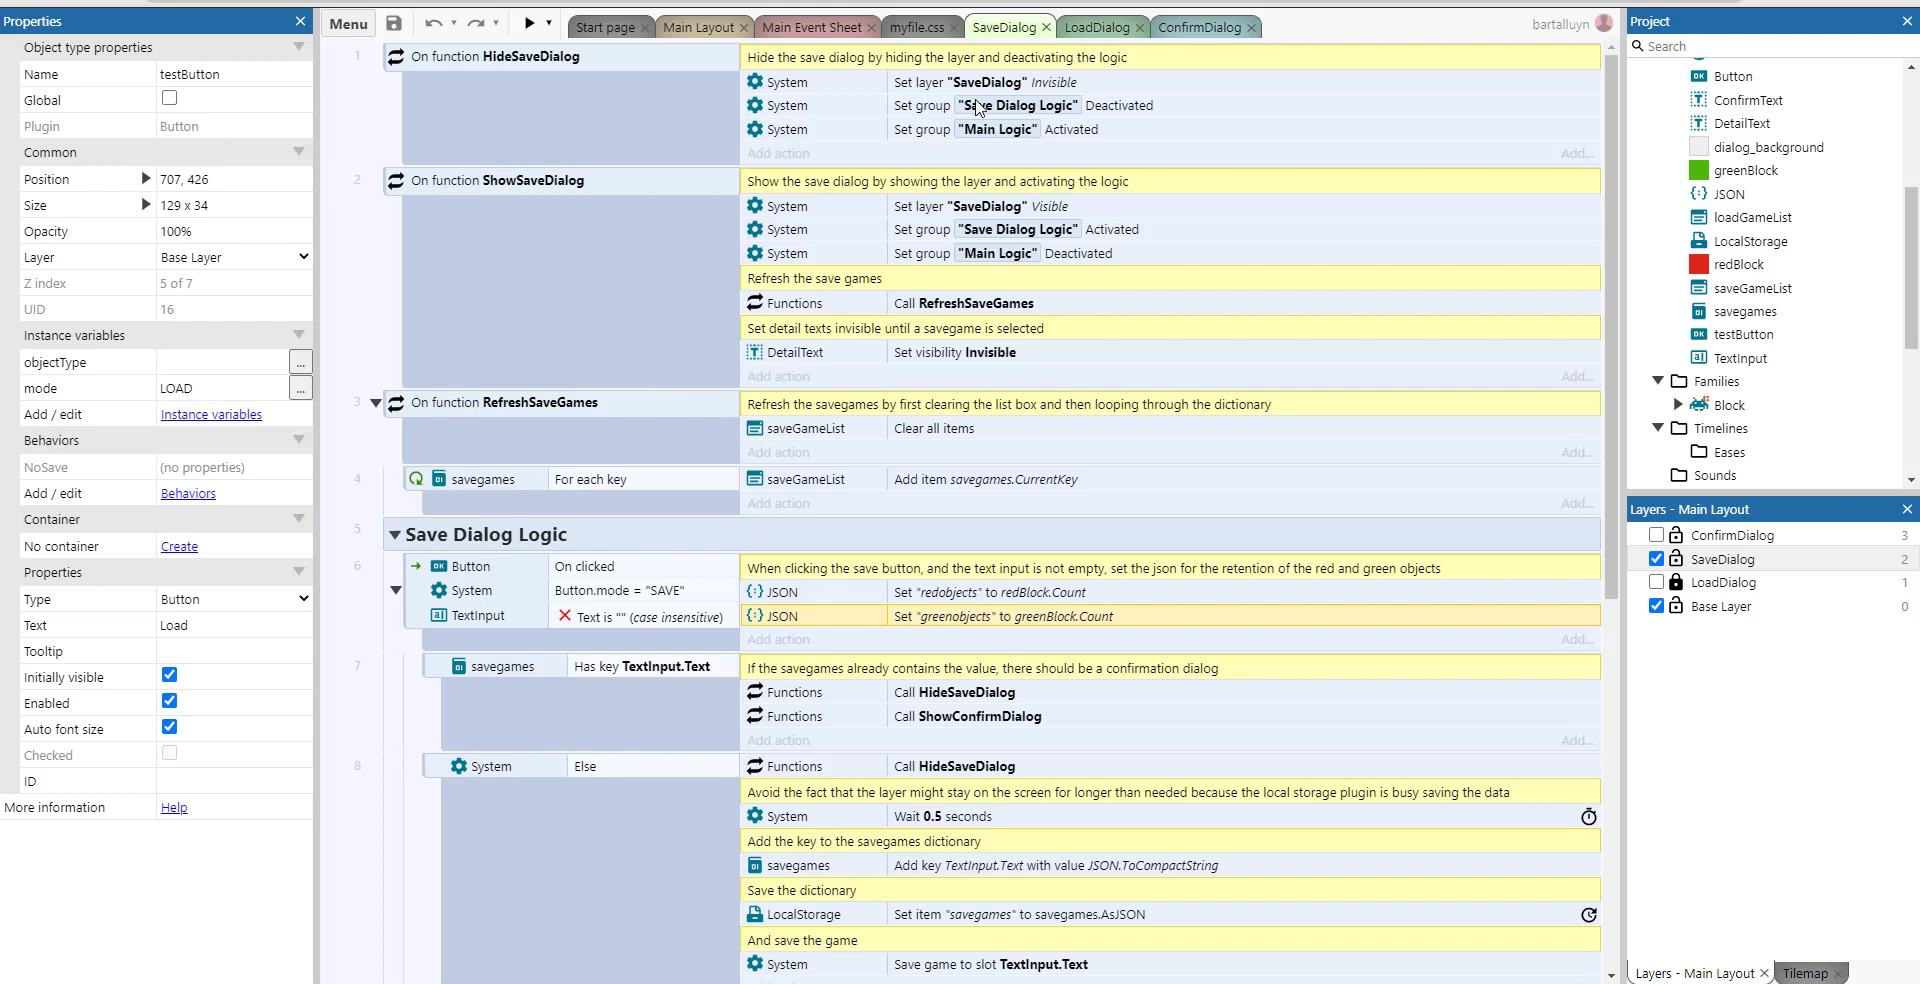 Properties
Object type properties
Name testButton
Global
Plugin Button
Common
Position 707, 426
Size 129 x 34
Opacity 100%
Layer Base Layer
Z index 5 of 7
UID 16
Instance variables
objectType ...
mode LOAD ...
Add / edit Instance variables
Behaviors
NoSave (no properties)
Add / edit Behaviors
Container
No container Create
Properties
Type Button
Text Load
Tooltip
Initially visible
Enabled
Auto font size
Checked
ID
More information Help
Menu Start page Main Layout Main Event Sheet myfile.css SaveDialog LoadDialog ConfirmDialog bartalluyn
1 On function HideSaveDialog Hide the save dialog by hiding the layer and deactivating the logic
System Set layer "SaveDialog" Invisible
System Set group "Save Dialog Logic" Deactivated
System Set group "Main Logic" Activated
Add action Add...
2 On function ShowSaveDialog Show the save dialog by showing the layer and activating the logic
System Set layer "SaveDialog" Visible
System Set group "Save Dialog Logic" Activated
System Set group "Main Logic" Deactivated
Refresh the save games
Functions Call RefreshSaveGames
Set detail texts invisible until a savegame is selected
DetailText Set visibility Invisible
Add action Add...
3 On function RefreshSaveGames Refresh the savegames by first clearing the list box and then looping through the dictionary
saveGameList Clear all items
Add action Add...
4 savegames For each key saveGameList Add item savegames.CurrentKey
Add action Add...
5 Save Dialog Logic
6 Button On clicked When clicking the save button, and the text input is not empty, set the json for the retention of the red and green objects
System Button.mode = "SAVE" JSON Set "redobjects" to redBlock.Count
TextInput Text is "" (case insensitive) JSON Set "greenobjects" to greenBlock.Count
Add action Add...
7 savegames Has key TextInput.Text If the savegames already contains the value, there should be a confirmation dialog
Functions Call HideSaveDialog
Functions Call ShowConfirmDialog
Add action Add...
8 System Else Functions Call HideSaveDialog
Avoid the fact that the layer might stay on the screen for longer than needed because the local storage plugin is busy saving the data
System Wait 0.5 seconds
Add the key to the savegames dictionary
savegames Add key TextInput.Text with value JSON.ToCompactString
Save the dictionary
LocalStorage Set item "savegames" to savegames.AsJSON
And save the game
System Save game to slot TextInput.Text
Project
Search
Button
ConfirmText
DetailText
dialog_background
greenBlock
JSON
loadGameList
LocalStorage
redBlock
saveGameList
savegames
testButton
TextInput
Families
Block
Timelines
Eases
Sounds
Layers - Main Layout
ConfirmDialog 3
SaveDialog 2
LoadDialog 1
Base Layer 0
Layers - Main Layout Tilemap